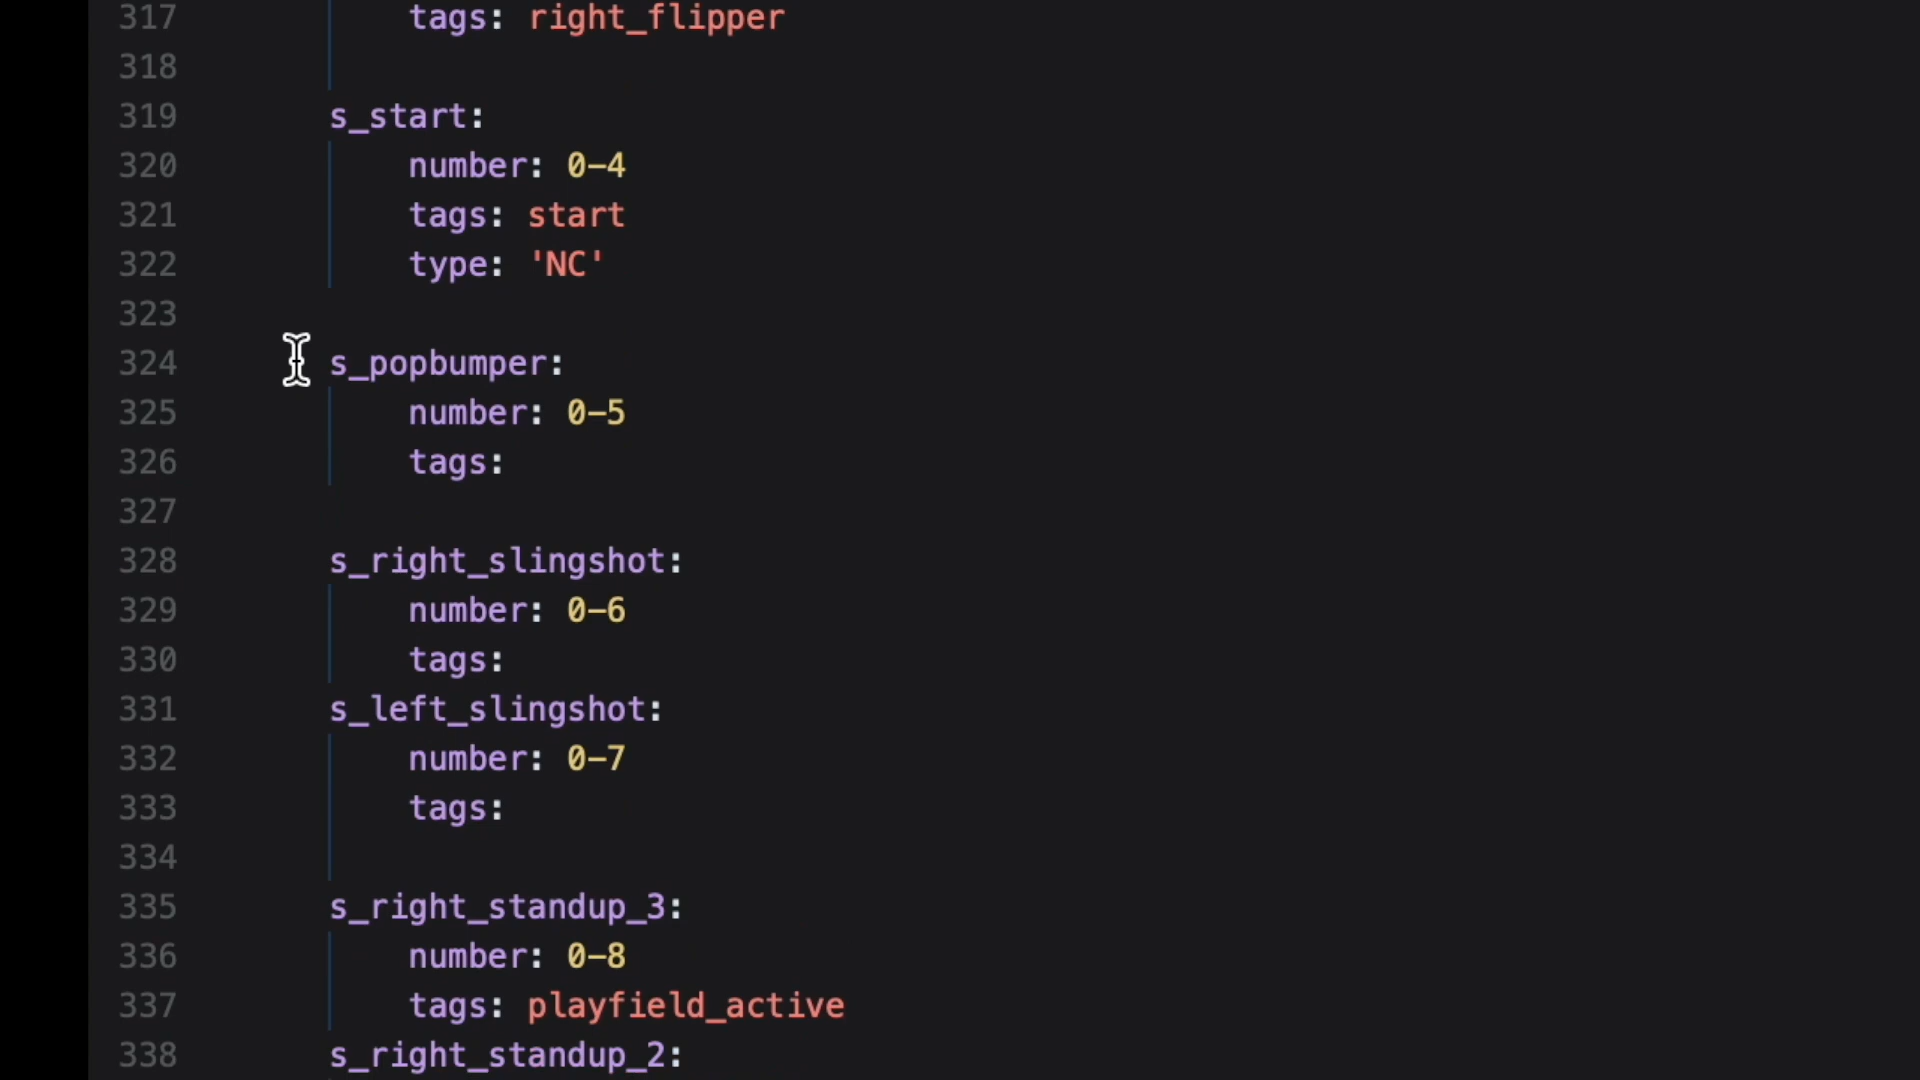 317 tags: right_flipper
318
319 s_start:
320 number: 0-4
321 tags: start
322 type: 'NC'
323
324 s_popbumper:
325 number: 0-5
326 tags:
327
328 s_right_slingshot:
329 number: 0-6
330 tags:
331 s_left_slingshot:
332 number: 0-7
333 tags:
334
335 s_right_standup_3:
336 number: 0-8
337 tags: playfield_active
338 s_right_standup_2: